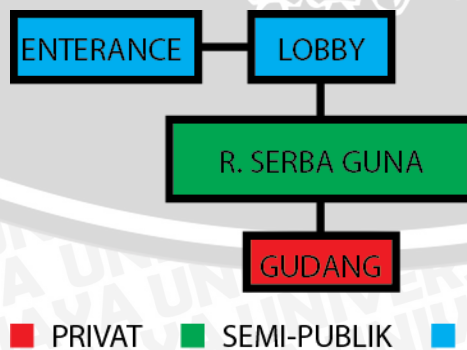 ENTERANCE LOBBY
R. SERBA GUNA
GUDANG
PRIVAT SEMI-PUBLIK